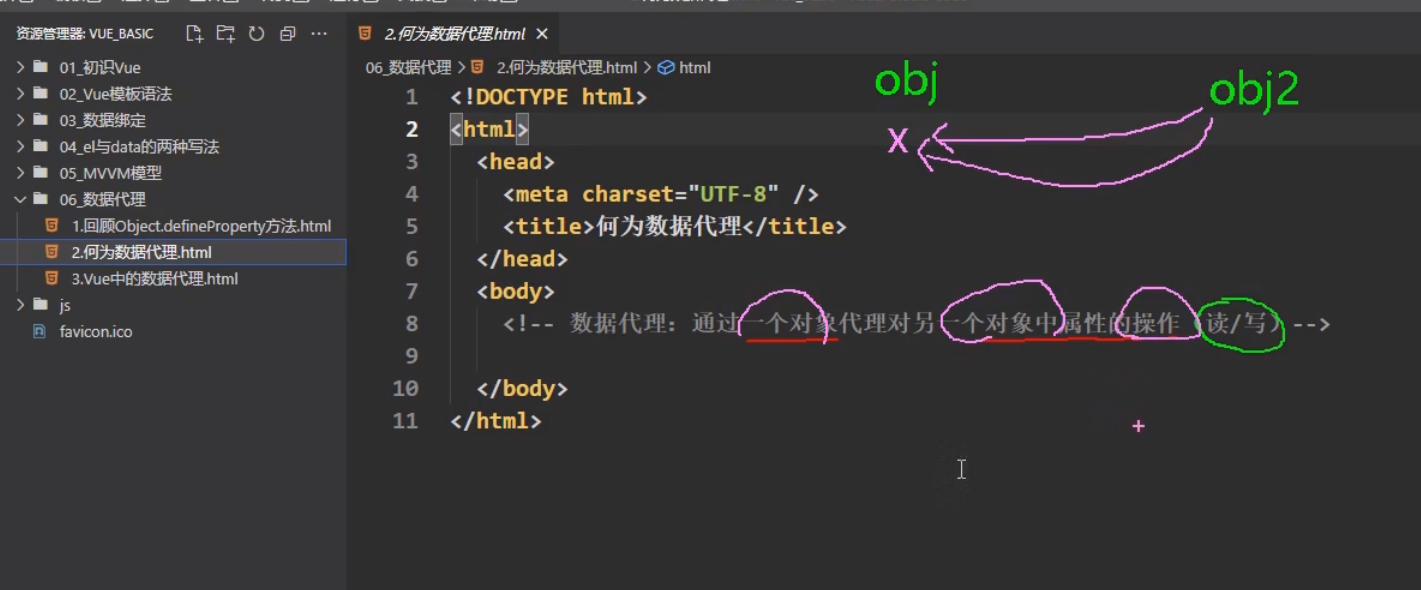 资源管理器: VUE_BASIC
01_初识Vue
02_Vue模板语法
03_数据绑定
04_el与data的两种写法
05_MVVM模型
06_数据代理
1.回顾Object.defineProperty方法.html
2.何为数据代理.html
3.Vue中的数据代理.html
js
favicon.ico
2.何为数据代理.html
06_数据代理 > 2.何为数据代理.html > html
obj
obj2
x
1 <!DOCTYPE html>
2 <html>
3 <head>
4 <meta charset="UTF-8" />
5 <title>何为数据代理</title>
6 </head>
7 <body>
8 <!-- 数据代理：通过一个对象代理对另一个对象中属性的操作（读/写）-->
9
10 </body>
11 </html>